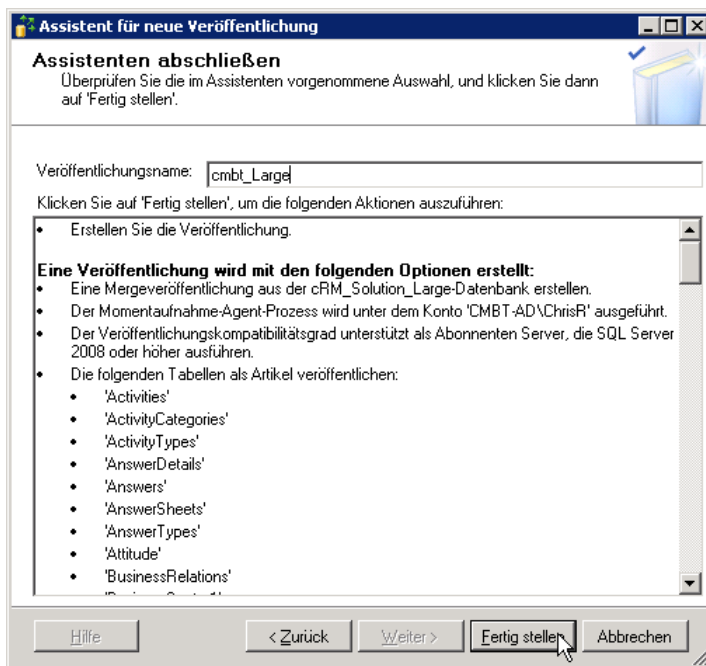 Assistent für neue Veröffentlichung
Assistenten abschließen
Überprüfen Sie die im Assistenten vorgenommene Auswahl, und klicken Sie dann
auf 'Fertig stellen'.
Veröffentlichungsname: cmbt_Large
Klicken Sie auf 'Fertig stellen', um die folgenden Aktionen auszuführen:
• Erstellen Sie die Veröffentlichung.
Eine Veröffentlichung wird mit den folgenden Optionen erstellt:
• Eine Mergeveröffentlichung aus der cRM_Solution_Large-Datenbank erstellen.
• Der Momentaufnahme-Agent-Prozess wird unter dem Konto 'CMBT-AD\ChrisR' ausgeführt.
• Der Veröffentlichungskompatibilitätsgrad unterstützt als Abonnenten Server, die SQL Server
2008 oder höher ausführen.
• Die folgenden Tabellen als Artikel veröffentlichen:
• 'Activities'
• 'ActivityCategories'
• 'ActivityTypes'
• 'AnswerDetails'
• 'Answers'
• 'AnswerSheets'
• 'AnswerTypes'
• 'Attitude'
• 'BusinessRelations'
Hilfe
< Zurück
Weiter >
Fertig stellen
Abbrechen